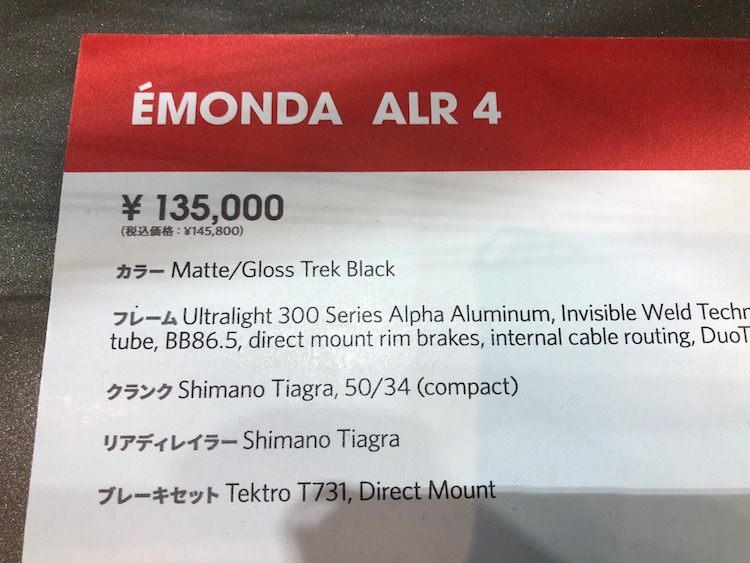 ÉMONDA ALR 4
¥ 135,000
(税込価格：¥145,800)
カラー Matte/Gloss Trek Black
フレーム Ultralight 300 Series Alpha Aluminum, Invisible Weld
tube, BB86.5, direct mount rim brakes, internal cable routing,
クランク Shimano Tiagra, 50/34 (compact)
リアディレイラー Shimano Tiagra
ブレーキセット Tektro T731, Direct Mount